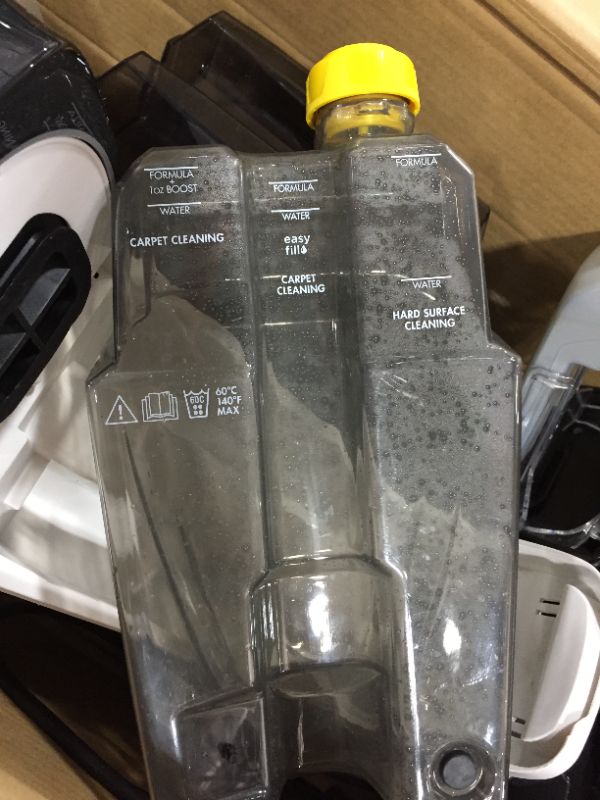 FORMULA
+
1oz BOOST
WATER
CARPET CLEANING
FORMULA
WATER
easy
fill
CARPET
CLEANING
FORMULA
WATER
HARD SURFACE
CLEANING
60°C
60°C
140°F
MAX